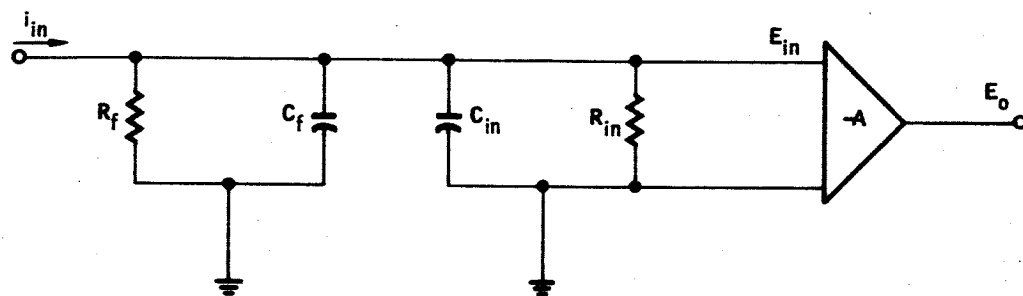 i_in
E_in
R_f
C_f
C_in
R_in
-A
E_o